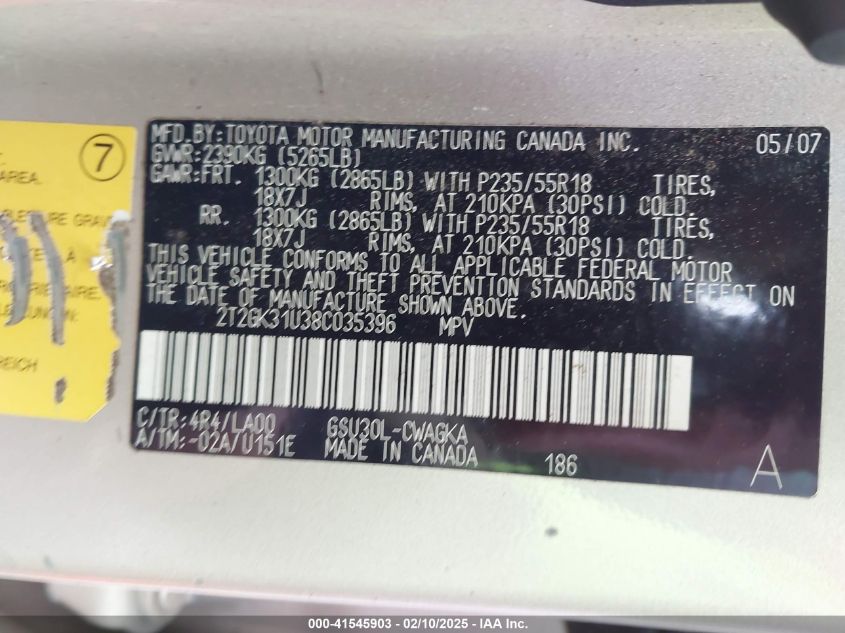 7
AREA.
MFD.BY:TOYOTA MOTOR MANUFACTURING CANADA INC. 05/07
GVWR:2390KG (5265LB)
GAWR:FRT. 1300KG (2865LB) WITH P235/55R18 TIRES,
18X7J RIMS, AT 210KPA (30PSI) COLD.
RR. 1300KG (2865LB) WITH P235/55R18 TIRES,
18X7J RIMS, AT 210KPA (30PSI) COLD.
THIS VEHICLE CONFORMS TO ALL APPLICABLE FEDERAL MOTOR
VEHICLE SAFETY AND THEFT PREVENTION STANDARDS IN EFFECT ON
THE DATE OF MANUFACTURE SHOWN ABOVE.
2T2GK31U38C035396 MPV
C/TR:4R4/LA00 GSU30L-CWAGKA
A/TM:-02A/U151E MADE IN CANADA 186 A
000-41545903 - 02/10/2025 - IAA Inc.